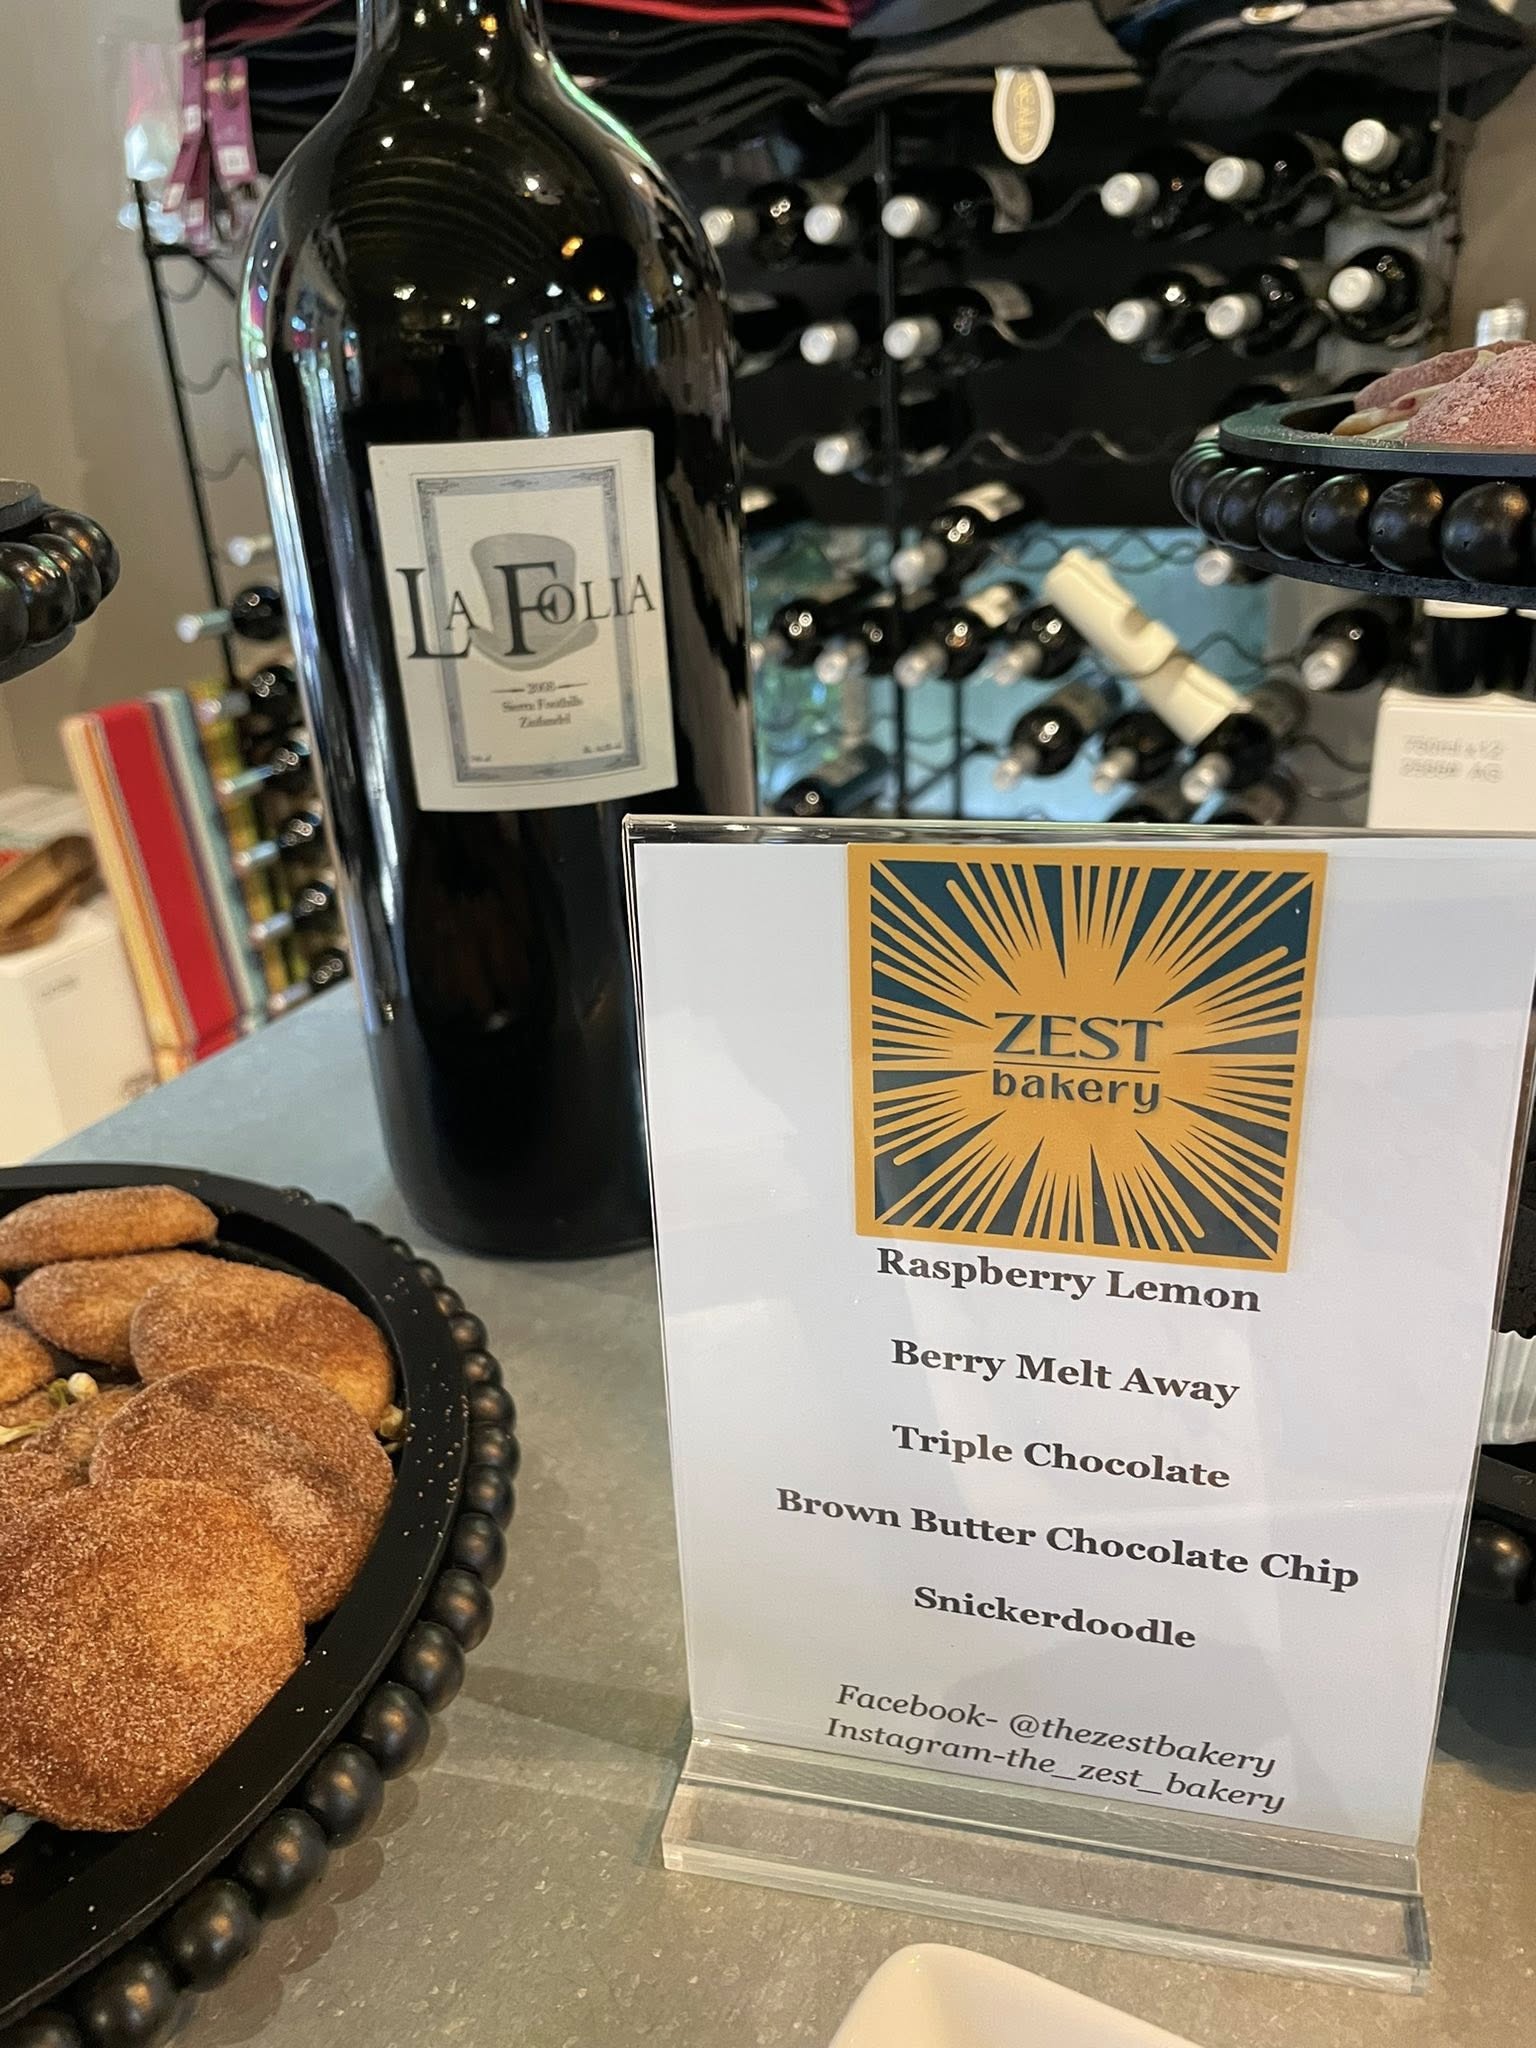 LA FOLIA
2008
Sierra Foothills
Zinfandel
ZEST
bakery
Raspberry Lemon
Berry Melt Away
Triple Chocolate
Brown Butter Chocolate Chip
Snickerdoodle
Facebook- @thezestbakery
Instagram-the_zest_bakery